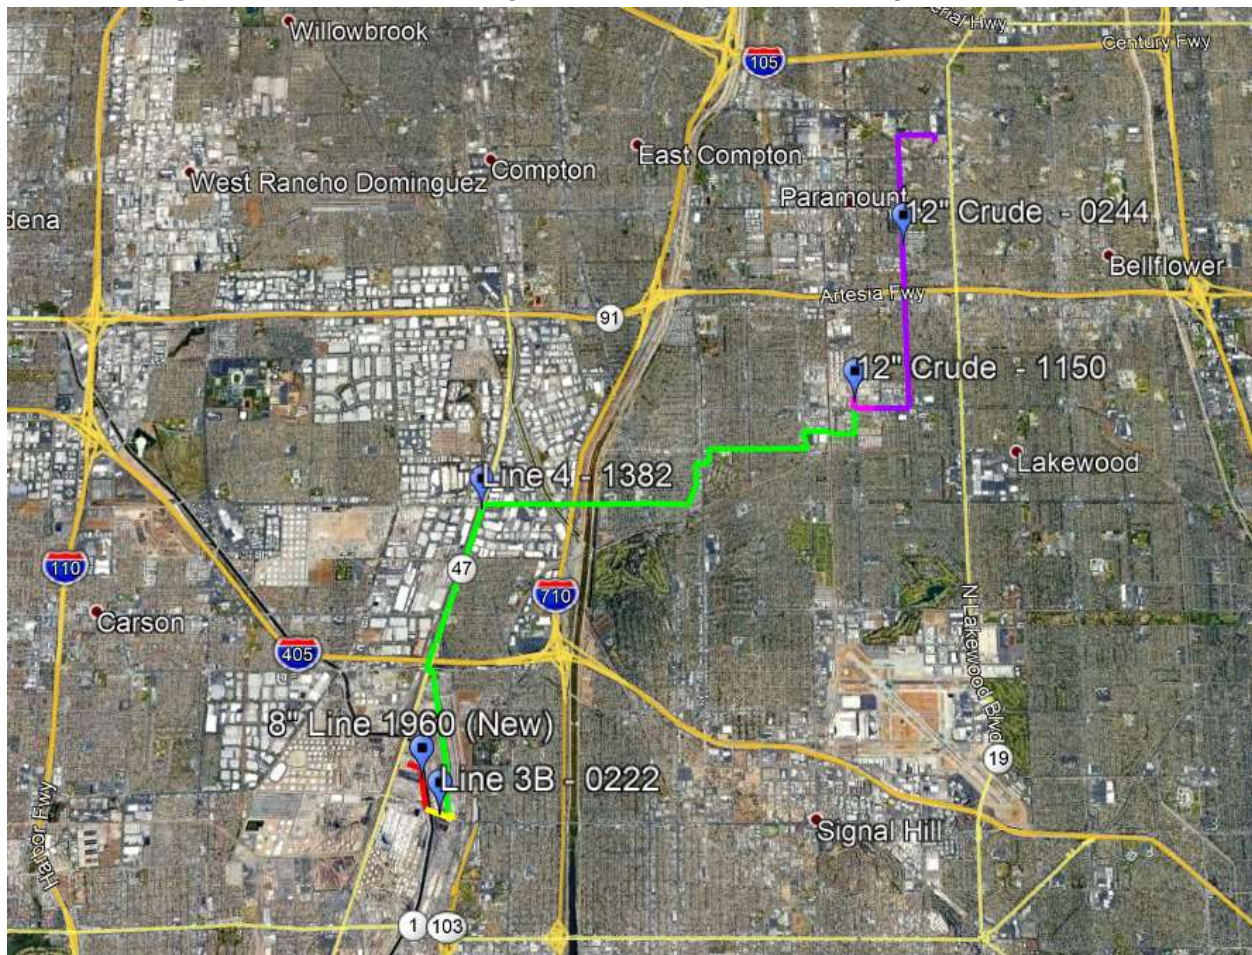 Willowbrook
Hwy
Century Fwy
105
East Compton
Compton
West Rancho Dominguez
Paramount
12" Crude - 0244
dena
Bellflower
Artesia Fwy
91
12" Crude - 1150
Lakewood
Line 4 - 1382
47
110
710
N Lakewood Blvd
Carson
405
8" Line 1960 (New)
Line 3B - 0222
19
Signal Hill
Harbor Fwy
1
103